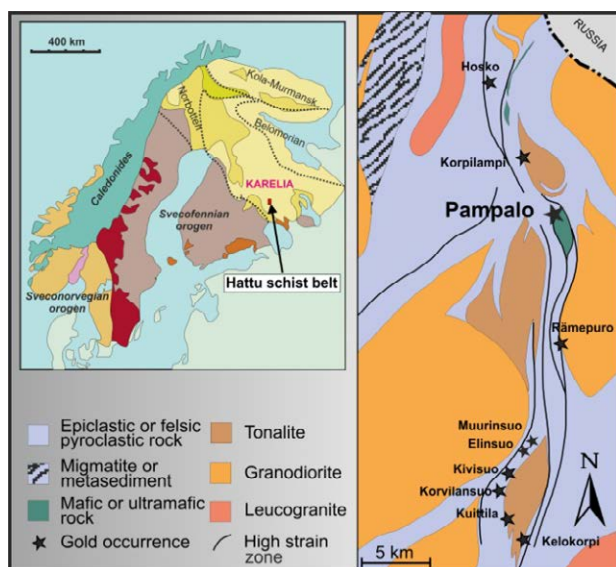 400 km
Kola-Murmansk
Norbotten
Belomorian
Caledonides
KARELIA
Svecofennian
orogen
Sveconorvegian
orogen
Hattu schist belt
Epiclastic or felsic
pyroclastic rock
Migmatite or
metasediment
Mafic or ultramafic
rock
Gold occurrence
Tonalite
Granodiorite
Leucogranite
High strain
zone
RUSSIA
Hosko
Korpilampi
Pampalo
Rämepuro
Muurinsuo
Elinsuo
Kivisuo
Korvilansuo
Kuittila
Kelokorpi
N
5 km